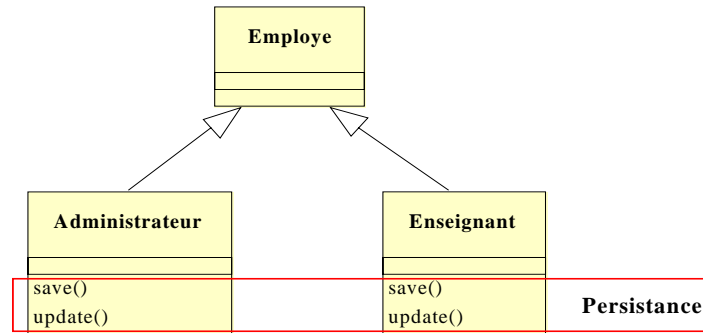 Employe
Administrateur
save()
update()
Enseignant
save()
update()
Persistance